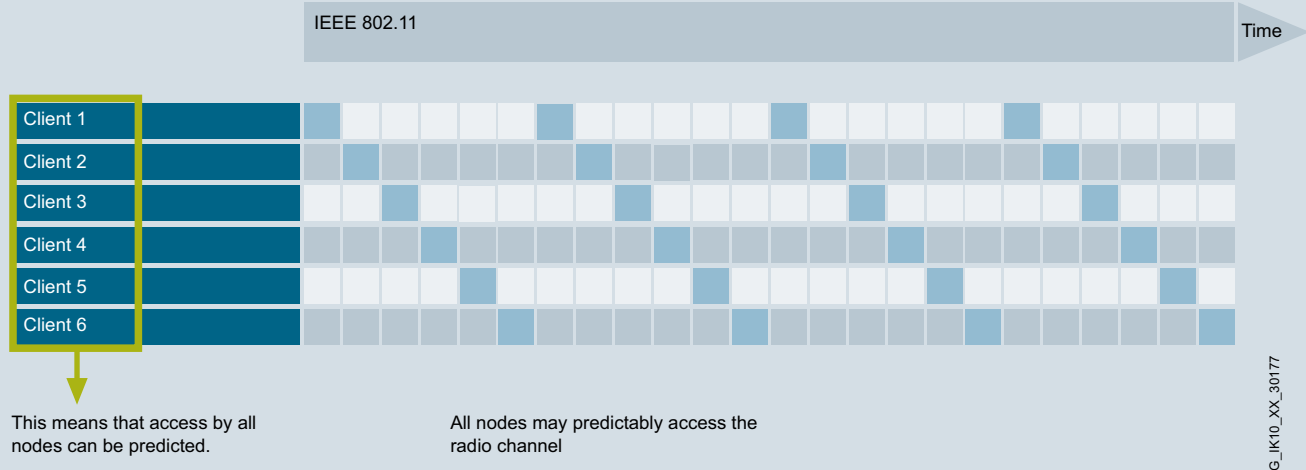 IEEE 802.11
Time
Client 1
Client 2
Client 3
Client 4
Client 5
Client 6
This means that access by all
nodes can be predicted.
All nodes may predictably access the
radio channel
G_IK10_XX_30177